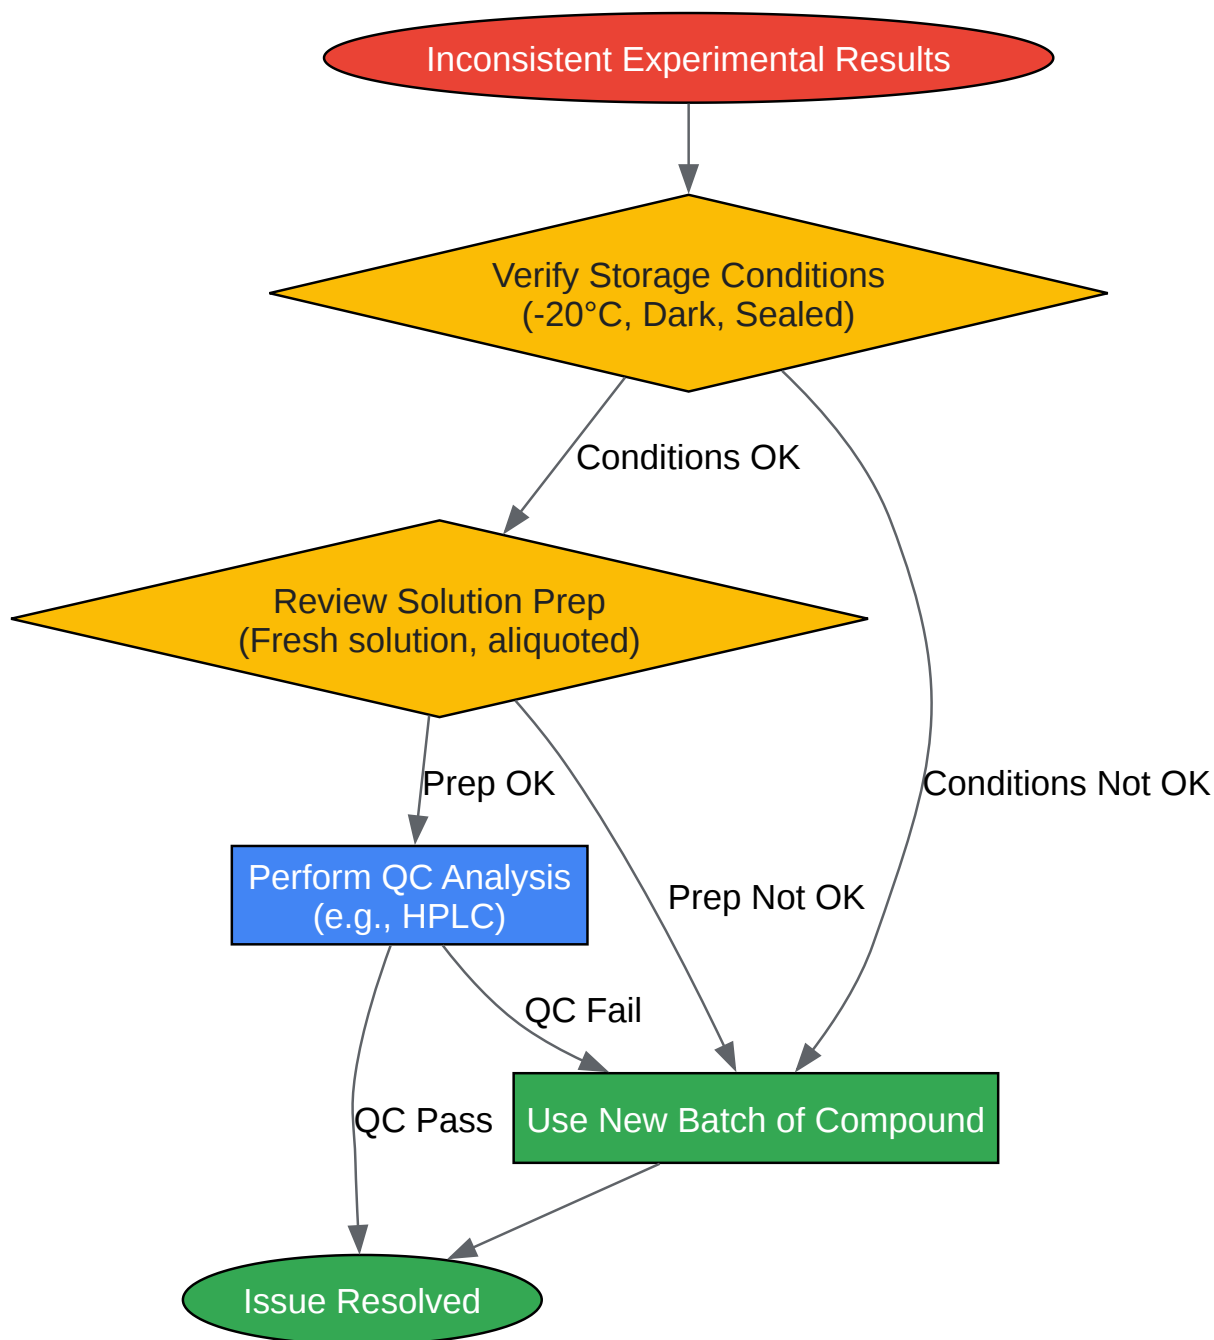 Inconsistent Experimental Results
Verify Storage Conditions
(-20°C, Dark, Sealed)
Conditions OK
Review Solution Prep
(Fresh solution, aliquoted)
Prep OK
Conditions Not OK
Perform QC Analysis
(e.g., HPLC)
Prep Not OK
QC Fail
QC Pass
Use New Batch of Compound
Issue Resolved